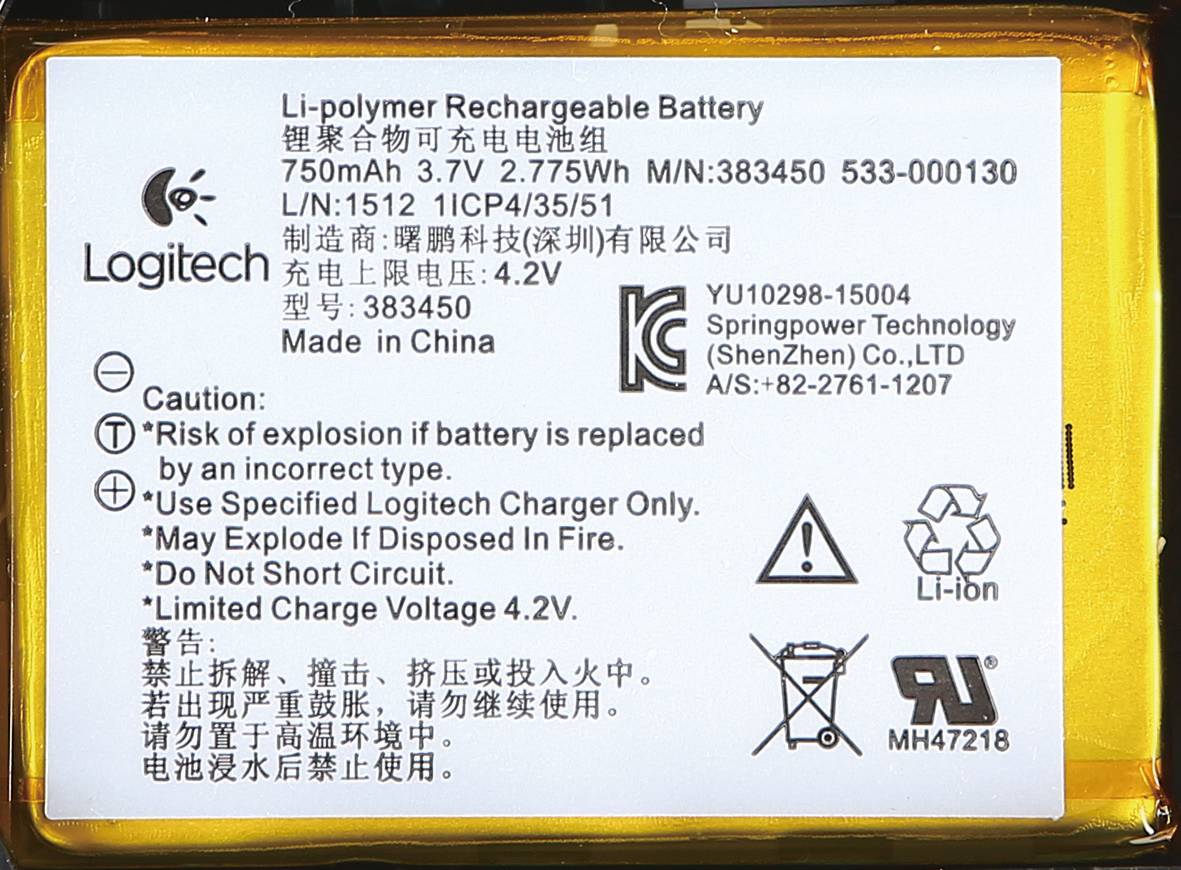 Li-polymer Rechargeable Battery
锂聚合物可充电电池组
750mAh 3.7V 2.775Wh M/N:383450 533-000130
L/N:1512 1ICP4/35/51
制造商:曙鹏科技(深圳)有限公司
Logitech
充电上限电压:4.2V
型号:383450
Made in China
YU10298-15004
Springpower Technology
(ShenZhen) Co.,LTD
A/S:+82-2761-1207
Caution:
T
*Risk of explosion if battery is replaced
by an incorrect type.
*Use Specified Logitech Charger Only.
*May Explode If Disposed In Fire.
*Do Not Short Circuit.
*Limited Charge Voltage 4.2V.
Li-ion
警告:
禁止拆解、撞击、挤压或投入火中。
若出现严重鼓胀，请勿继续使用。
请勿置于高温环境中。
电池浸水后禁止使用。
RU®
MH47218